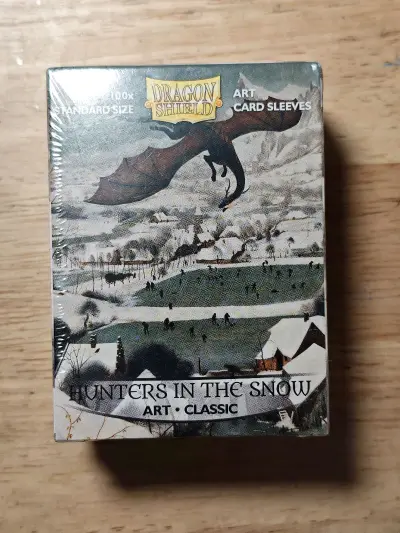 100x
STANDARD SIZE
DRAGON
SHIELD
ART
CARD SLEEVES
HUNTERS IN THE SNOW
ART • CLASSIC